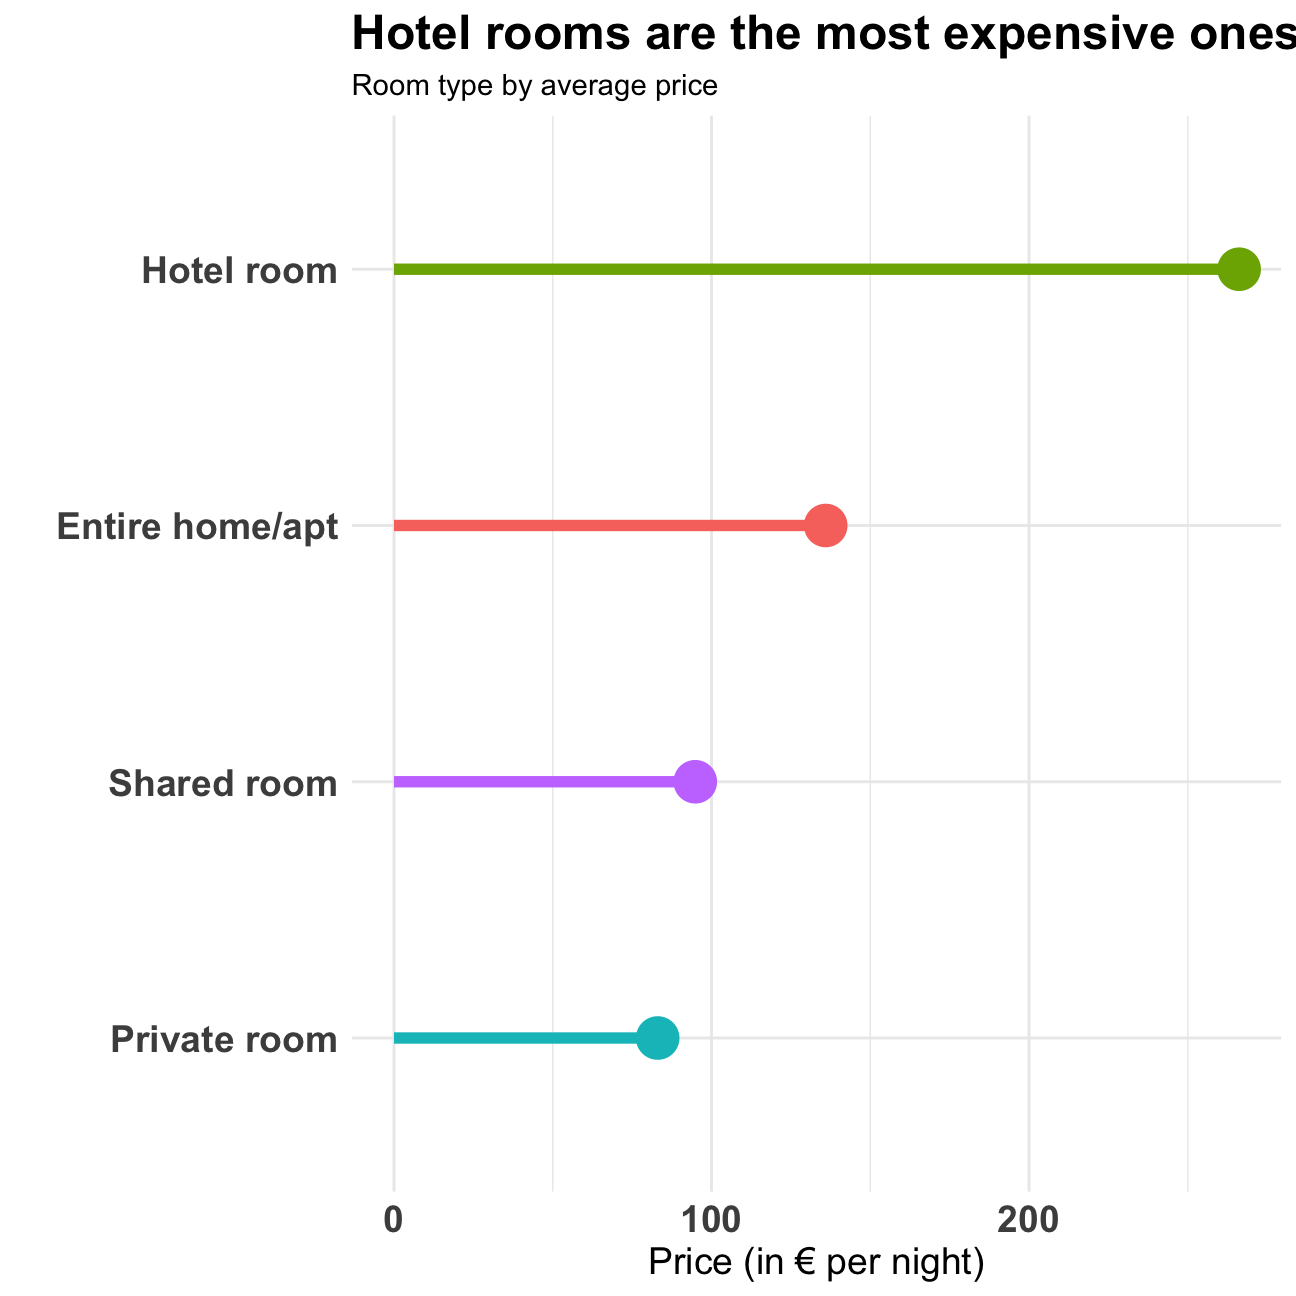 Hotel rooms are the most expensive ones
Room type by average price
Hotel room
Entire home/apt
Shared room
Private room
0 100 200
Price (in € per night)